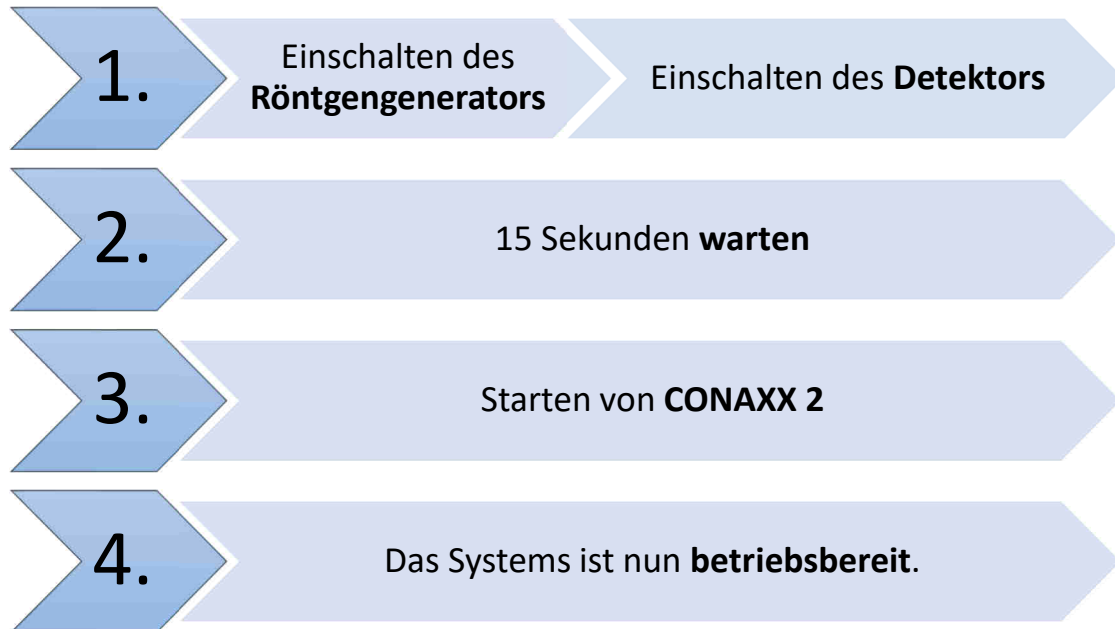 1.
Einschalten des
Röntgengenerators
Einschalten des Detektors
2.
15 Sekunden warten
3.
Starten von CONAXX 2
4.
Das Systems ist nun betriebsbereit.